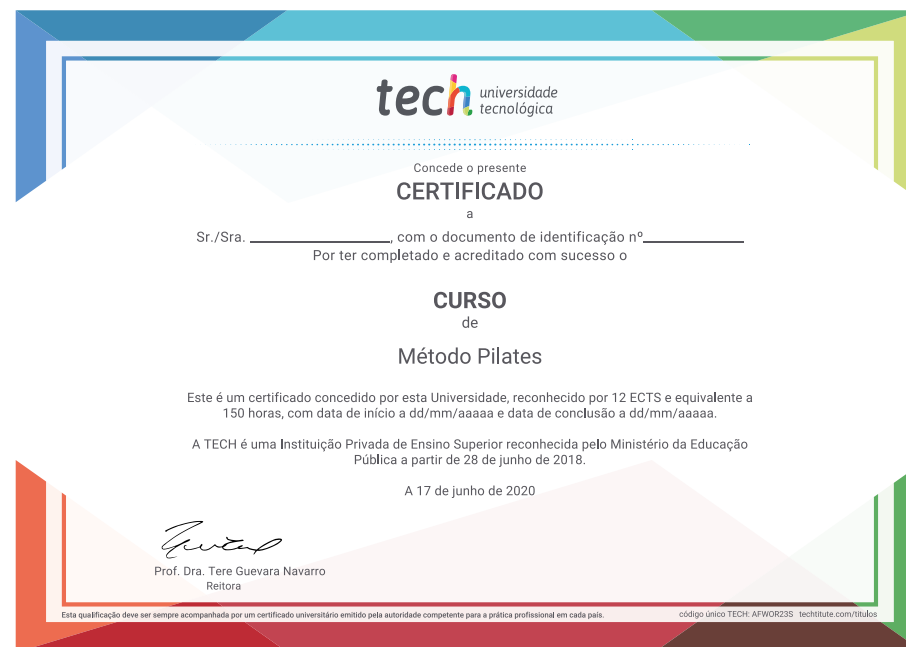 tech universidade
tecnológica
Concede o presente
CERTIFICADO
a
Sr./Sra. , com o documento de identificação nº
Por ter completado e acreditado com sucesso o
CURSO
de
Método Pilates
Este é um certificado concedido por esta Universidade, reconhecido por 12 ECTS e equivalente a
150 horas, com data de início a dd/mm/aaaaa e data de conclusão a dd/mm/aaaaa.
A TECH é uma Instituição Privada de Ensino Superior reconhecida pelo Ministério da Educação
Pública a partir de 28 de junho de 2018.
A 17 de junho de 2020
Prof. Dra. Tere Guevara Navarro
Reitora
Esta qualificação deve ser sempre acompanhada por um certificado universitário emitido pela autoridade competente para a prática profissional em cada país.
código único TECH: AFWOR23S techtitute.com/titulos